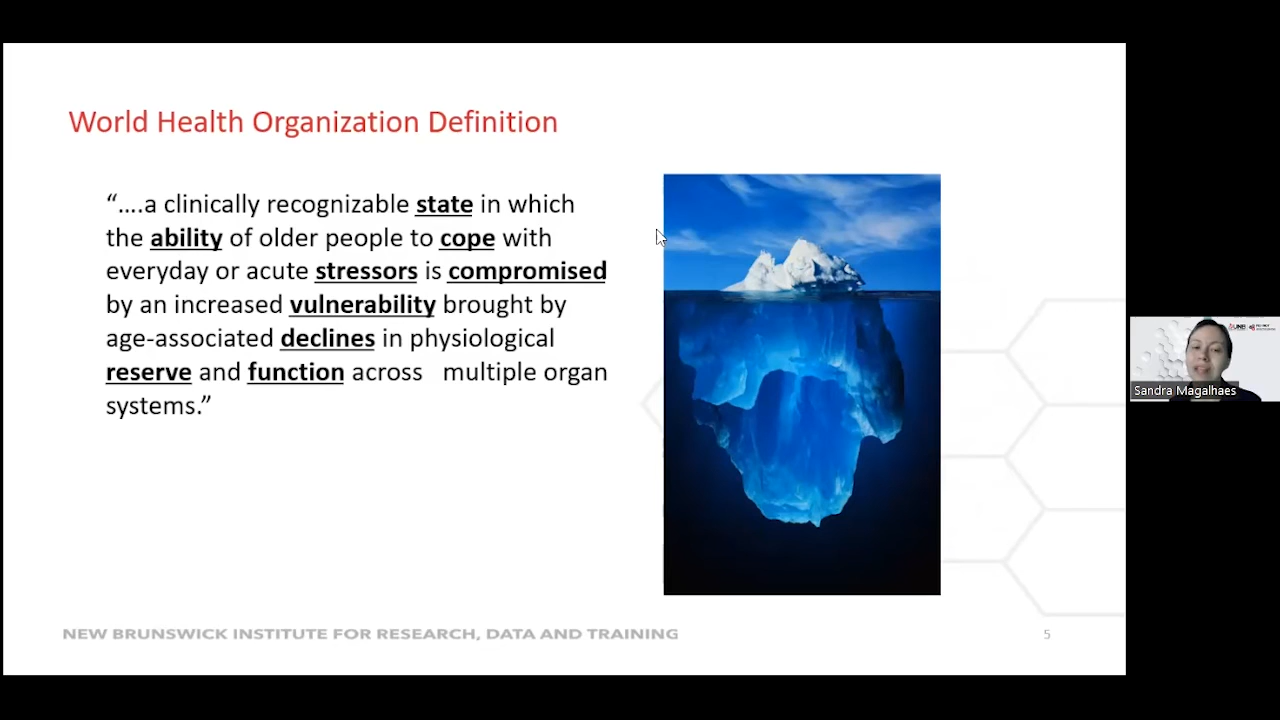 World Health Organization Definition
“....a clinically recognizable state in which
the ability of older people to cope with
everyday or acute stressors is compromised
by an increased vulnerability brought by
age-associated declines in physiological
reserve and function across multiple organ
systems.”
NEW BRUNSWICK INSTITUTE FOR RESEARCH, DATA AND TRAINING
5
UNB
Sandra Magalhaes